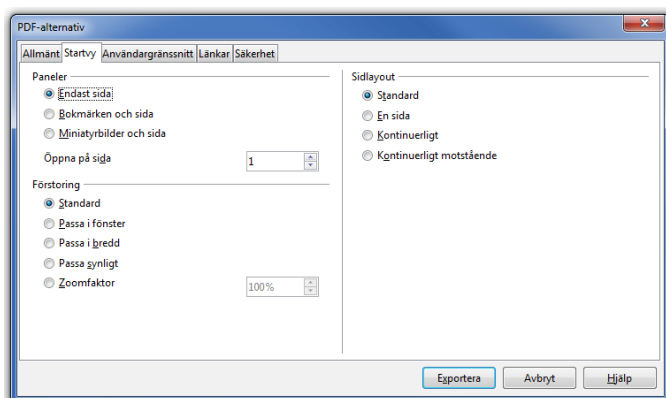 PDF-alternativ
Allmänt Startvy Användargränssnitt Länkar Säkerhet
Paneler
Endast sida
Bokmärken och sida
Miniatyrbilder och sida
Öppna på sida 1
Förstoring
Standard
Passa i fönster
Passa i bredd
Passa synligt
Zoomfaktor 100%
Sidlayout
Standard
En sida
Kontinuerligt
Kontinuerligt motstående
Exportera Avbryt Hjälp